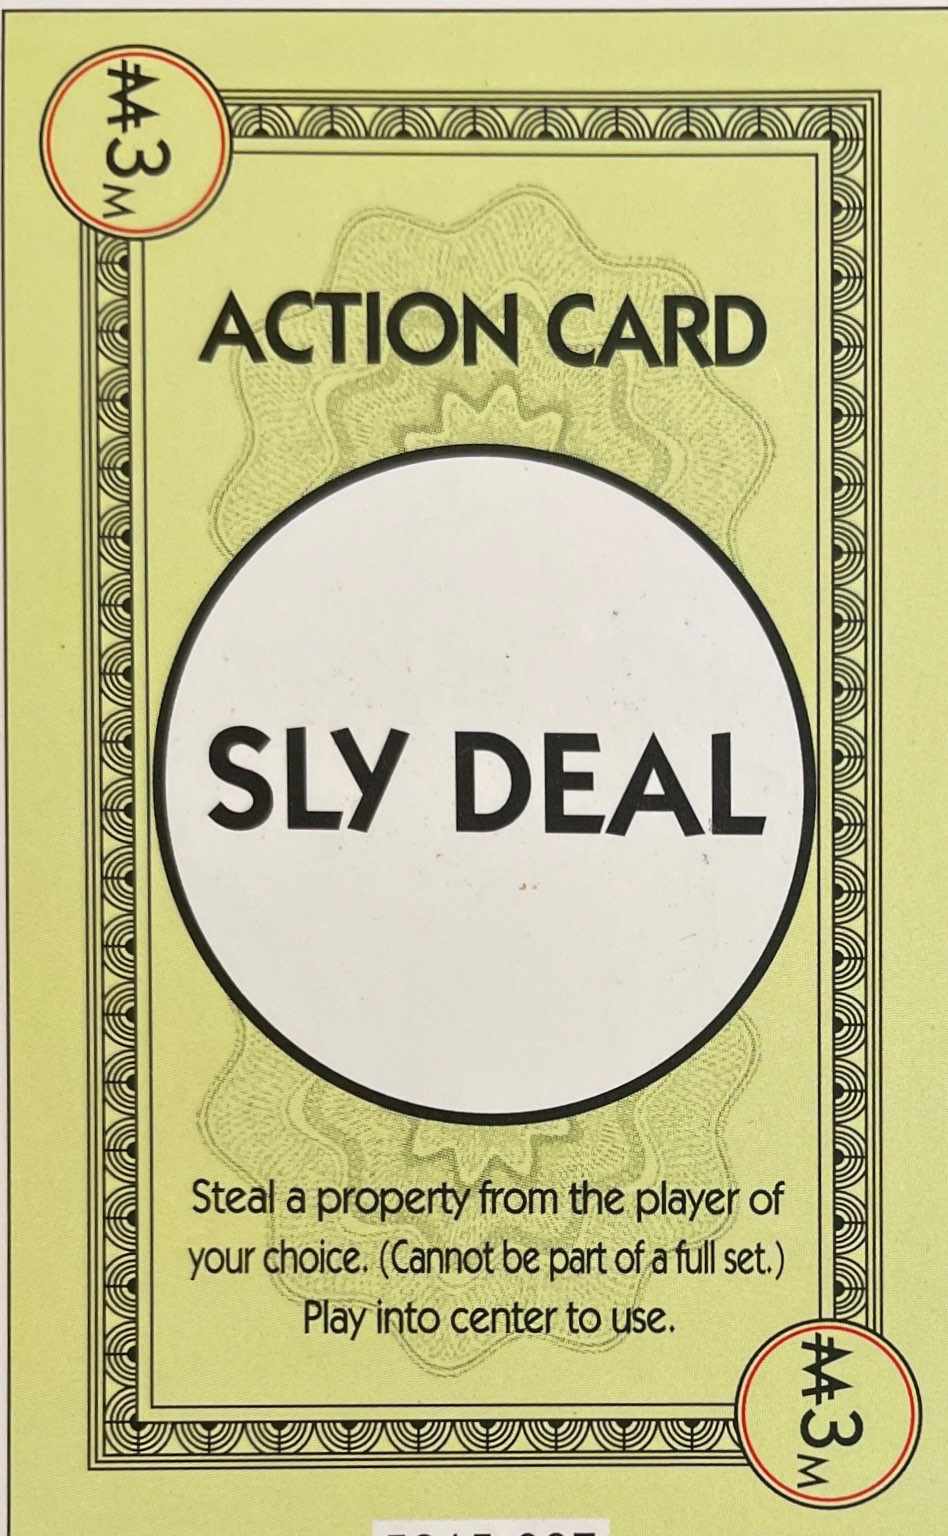 ₩3M
ACTION CARD
SLY DEAL
Steal a property from the player of
your choice. (Cannot be part of a full set.)
Play into center to use.
₩3M